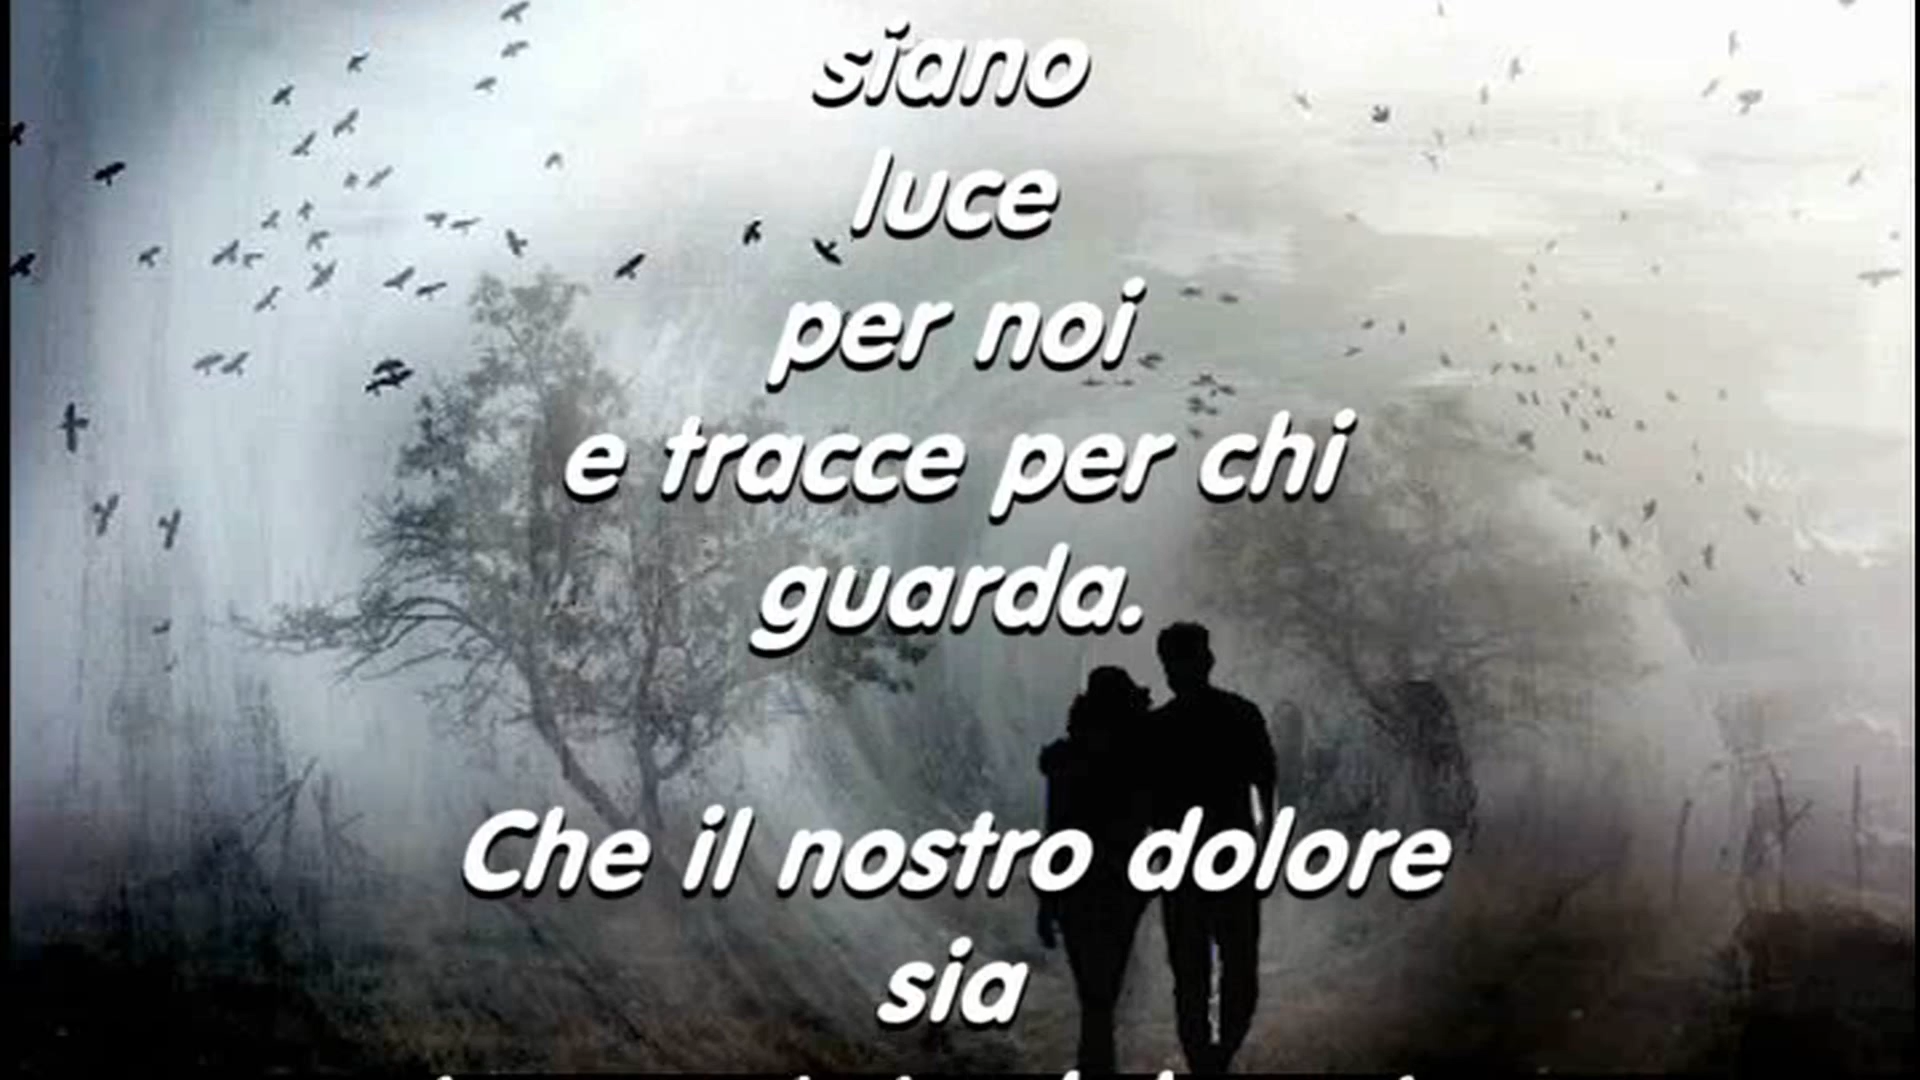 siano
luce
per noi
e tracce per chi
guarda.
Che il nostro dolore
sia